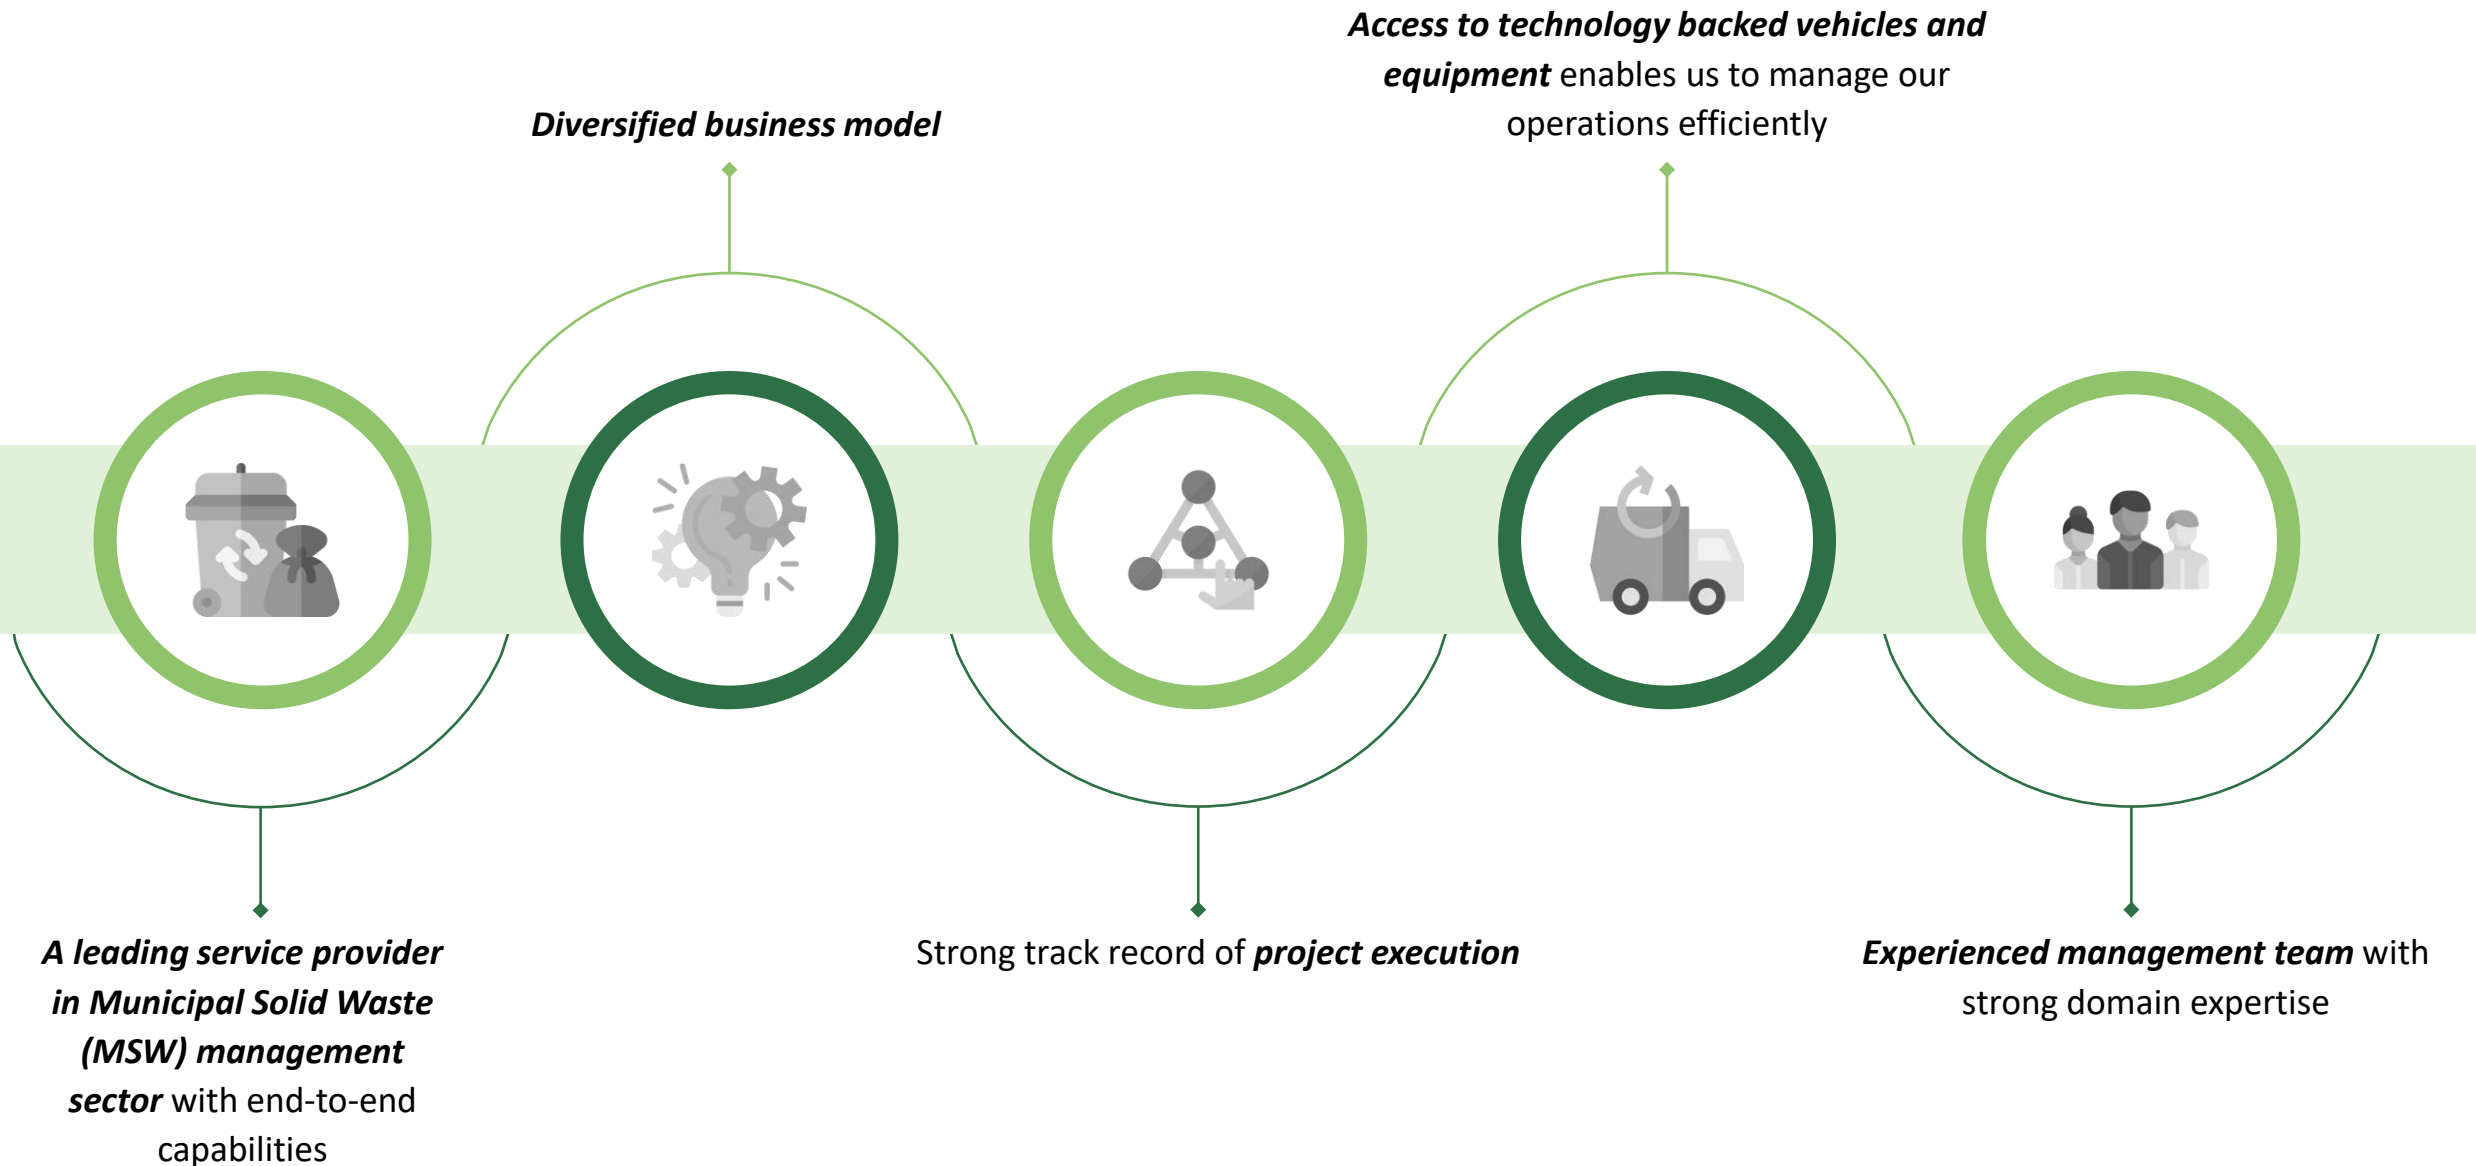 A leading service provider
in Municipal Solid Waste
(MSW) management
sector with end-to-end
capabilities
Diversified business model
Strong track record of project execution
Access to technology backed vehicles and
equipment enables us to manage our
operations efficiently
Experienced management team with
strong domain expertise